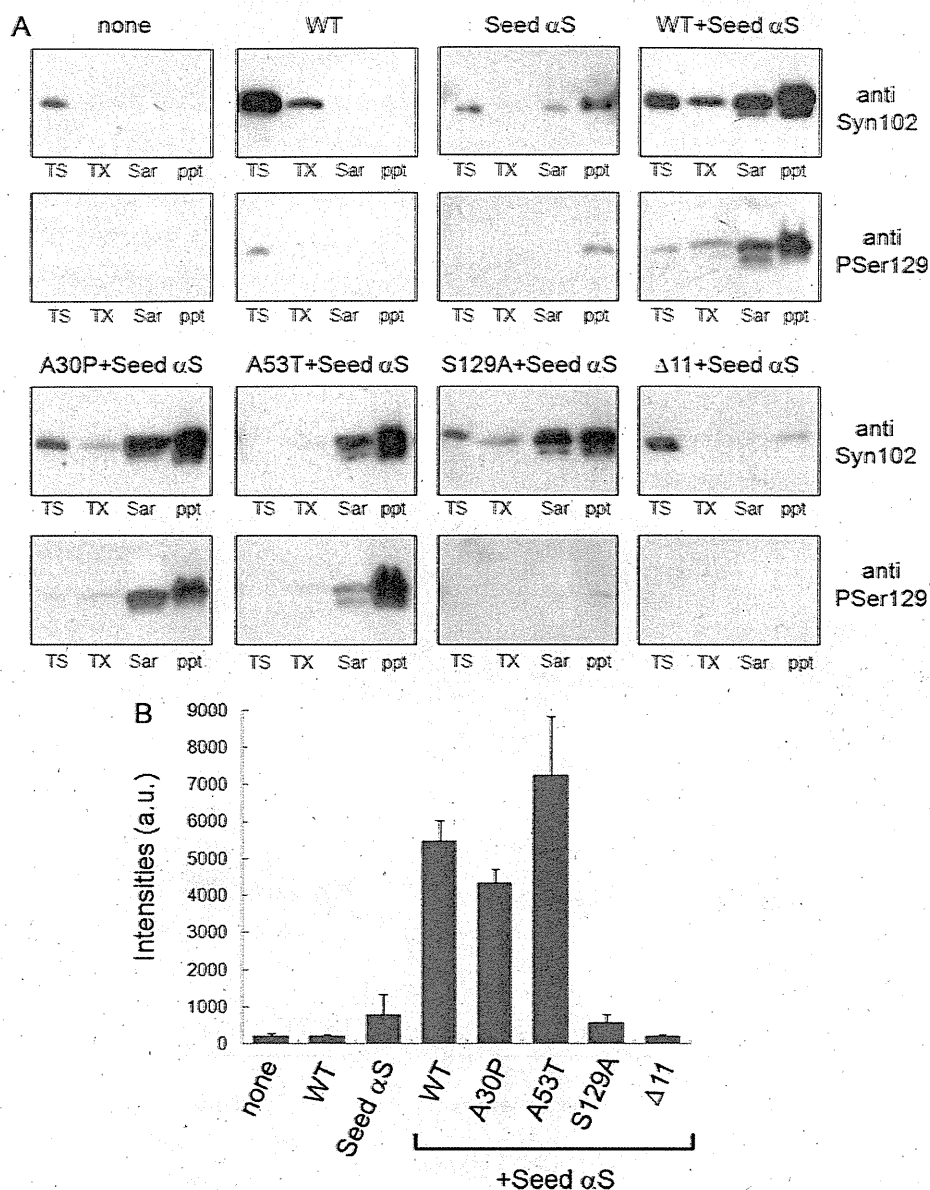 A
none WT Seed αS WT+Seed αS
anti
Syn102
TS TX Sar ppt TS TX Sar ppt TS TX Sar ppt TS TX Sar ppt
anti
PSer129
TS TX Sar ppt TS TX Sar ppt TS TX Sar ppt TS TX Sar ppt
A30P+Seed αS A53T+Seed αS S129A+Seed αS Δ11+Seed αS
anti
Syn102
TS TX Sar ppt TS TX Sar ppt TS TX Sar ppt TS TX Sar ppt
anti
PSer129
TS TX Sar ppt TS TX Sar ppt TS TX Sar ppt TS TX Sar ppt
B
Intensities (a.u.)
9000
8000
7000
6000
5000
4000
3000
2000
1000
0
none WT Seed αS WT A30P A53T S129A Δ11
+Seed αS